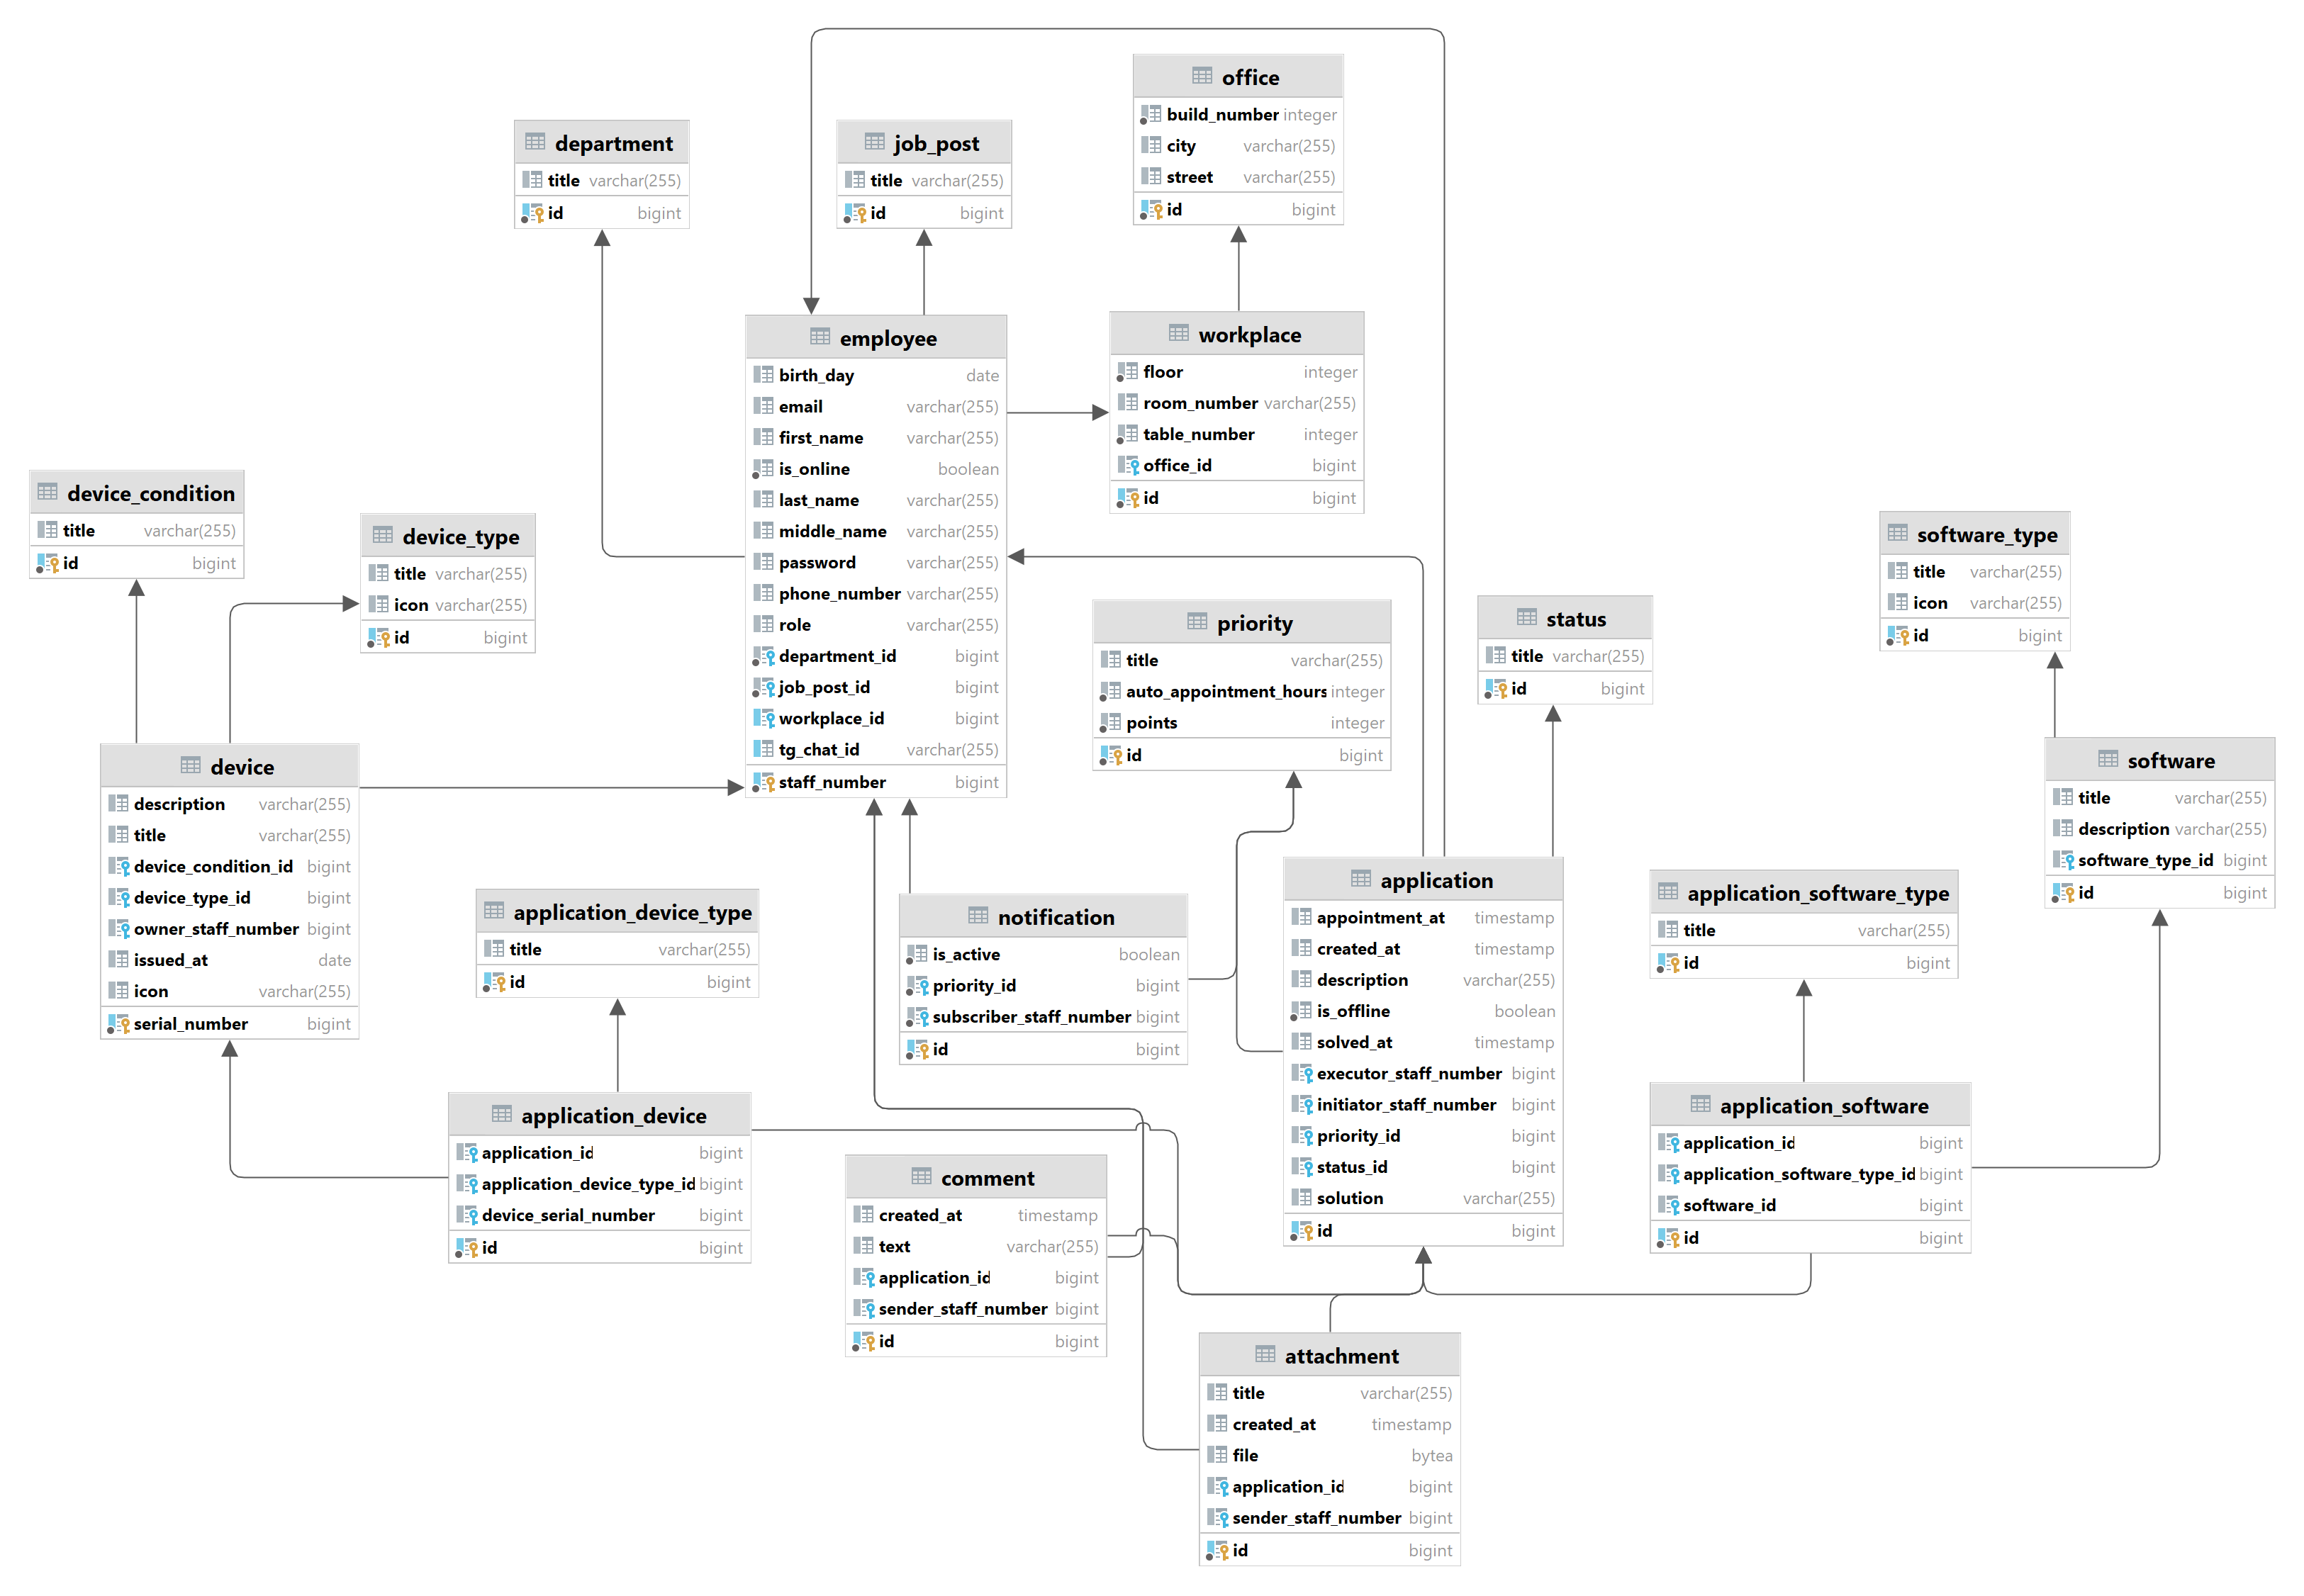 office
build_number integer
city varchar(255)
street varchar(255)
id bigint
department
title varchar(255)
id bigint
job_post
title varchar(255)
id bigint
employee
birth_day date
email varchar(255)
first_name varchar(255)
is_online boolean
last_name varchar(255)
middle_name varchar(255)
password varchar(255)
phone_number varchar(255)
role varchar(255)
department_id bigint
job_post_id bigint
workplace_id bigint
tg_chat_id varchar(255)
staff_number bigint
workplace
floor integer
room_number varchar(255)
table_number integer
office_id bigint
id bigint
device_condition
title varchar(255)
id bigint
device_type
title varchar(255)
icon varchar(255)
id bigint
software_type
title varchar(255)
icon varchar(255)
id bigint
priority
title varchar(255)
auto_appointment_hours integer
points integer
id bigint
status
title varchar(255)
id bigint
device
description varchar(255)
title varchar(255)
device_condition_id bigint
device_type_id bigint
owner_staff_number bigint
issued_at date
icon varchar(255)
serial_number bigint
software
title varchar(255)
description varchar(255)
software_type_id bigint
id bigint
application_device_type
title varchar(255)
id bigint
notification
is_active boolean
priority_id bigint
subscriber_staff_number bigint
id bigint
application
appointment_at timestamp
created_at timestamp
description varchar(255)
is_offline boolean
solved_at timestamp
executor_staff_number bigint
initiator_staff_number bigint
priority_id bigint
status_id bigint
solution varchar(255)
id bigint
application_software_type
title varchar(255)
id bigint
application_device
application_id bigint
application_device_type_id bigint
device_serial_number bigint
id bigint
application_software
application_id bigint
application_software_type_id bigint
software_id bigint
id bigint
comment
created_at timestamp
text varchar(255)
application_id bigint
sender_staff_number bigint
id bigint
attachment
title varchar(255)
created_at timestamp
file bytea
application_id bigint
sender_staff_number bigint
id bigint